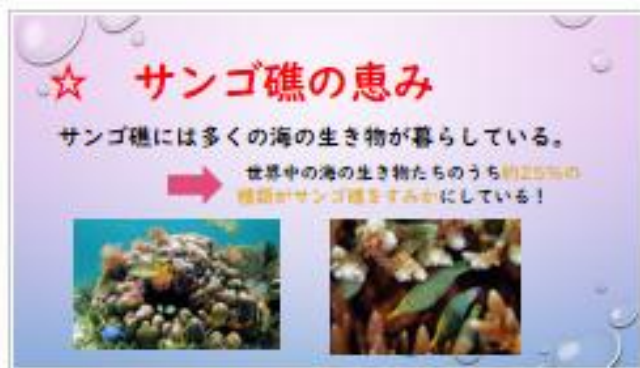 ☆ サンゴ礁の恵み
サンゴ礁には多くの海の生き物が暮らしている。
世界中の海の生き物たちのうち約25%の
種類がサンゴ礁をすみかにしている！